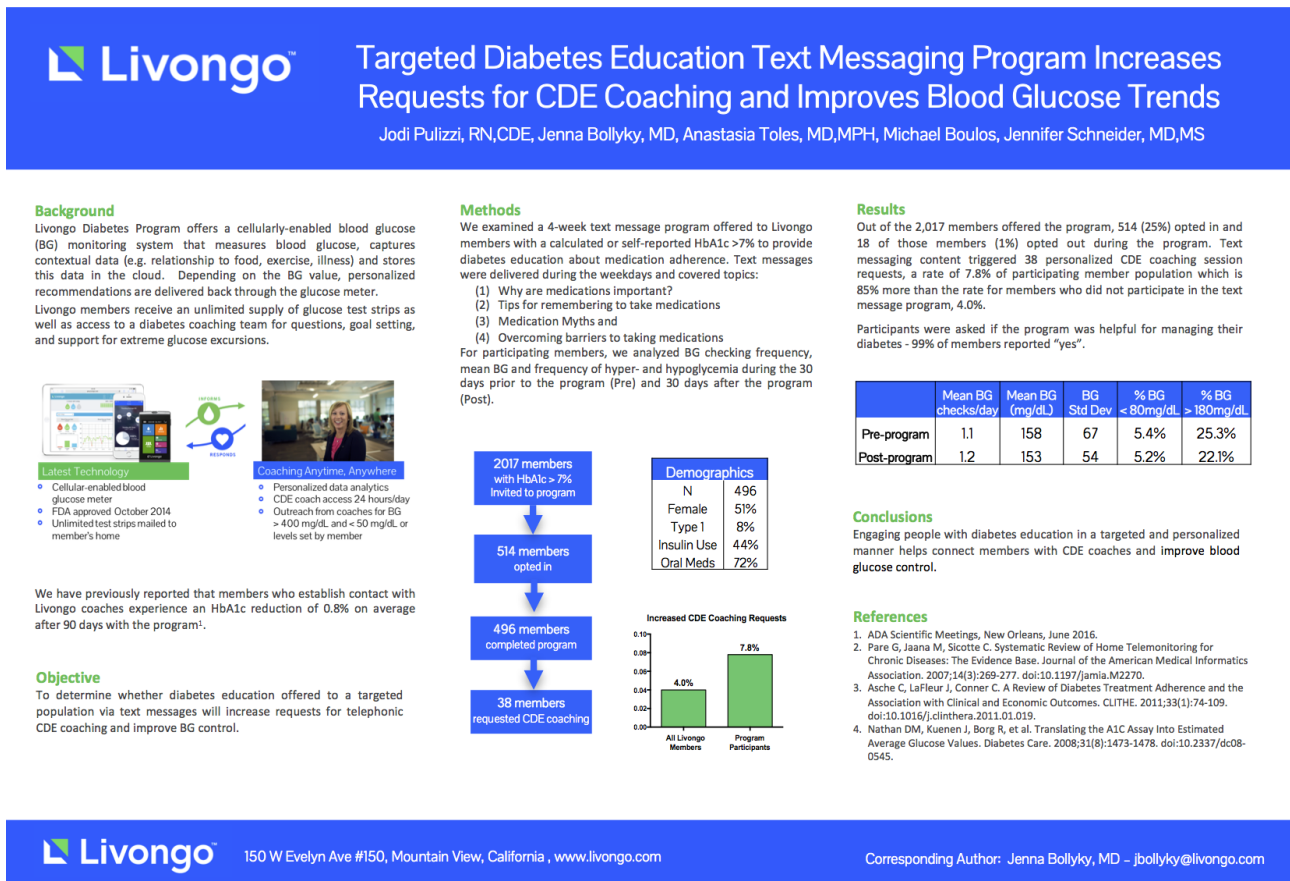 Livongo™
Targeted Diabetes Education Text Messaging Program Increases
Requests for CDE Coaching and Improves Blood Glucose Trends
Jodi Pulizzi, RN,CDE, Jenna Bollyky, MD, Anastasia Toles, MD,MPH, Michael Boulos, Jennifer Schneider, MD,MS
Background
Livongo Diabetes Program offers a cellularly-enabled blood glucose
(BG) monitoring system that measures blood glucose, captures
contextual data (e.g. relationship to food, exercise, illness) and stores
this data in the cloud. Depending on the BG value, personalized
recommendations are delivered back through the glucose meter.
Livongo members receive an unlimited supply of glucose test strips as
well as access to a diabetes coaching team for questions, goal setting,
and support for extreme glucose excursions.
INFORMS
RESPONDS
Latest Technology
Cellular-enabled blood
glucose meter
FDA approved October 2014
Unlimited test strips mailed to
member's home
Coaching Anytime, Anywhere
Personalized data analytics
CDE coach access 24 hours/day
Outreach from coaches for BG
> 400 mg/dL and < 50 mg/dL or
levels set by member
We have previously reported that members who establish contact with
Livongo coaches experience an HbA1c reduction of 0.8% on average
after 90 days with the program¹.
Objective
To determine whether diabetes education offered to a targeted
population via text messages will increase requests for telephonic
CDE coaching and improve BG control.
Methods
We examined a 4-week text message program offered to Livongo
members with a calculated or self-reported HbA1c >7% to provide
diabetes education about medication adherence. Text messages
were delivered during the weekdays and covered topics:
(1) Why are medications important?
(2) Tips for remembering to take medications
(3) Medication Myths and
(4) Overcoming barriers to taking medications
For participating members, we analyzed BG checking frequency,
mean BG and frequency of hyper- and hypoglycemia during the 30
days prior to the program (Pre) and 30 days after the program
(Post).
2017 members
with HbA1c > 7%
Invited to program
514 members
opted in
496 members
completed program
38 members
requested CDE coaching
Demographics
N 496
Female 51%
Type 1 8%
Insulin Use 44%
Oral Meds 72%
Increased CDE Coaching Requests
0.10
0.08
0.06
0.04
0.02
0.00
4.0%
7.8%
All Livongo
Members
Program
Participants
Results
Out of the 2,017 members offered the program, 514 (25%) opted in and
18 of those members (1%) opted out during the program. Text
messaging content triggered 38 personalized CDE coaching session
requests, a rate of 7.8% of participating member population which is
85% more than the rate for members who did not participate in the text
message program, 4.0%.
Participants were asked if the program was helpful for managing their
diabetes - 99% of members reported “yes”.
Mean BG Mean BG BG % BG % BG
checks/day (mg/dL) Std Dev < 80mg/dL > 180mg/dL
Pre-program 1.1 158 67 5.4% 25.3%
Post-program 1.2 153 54 5.2% 22.1%
Conclusions
Engaging people with diabetes education in a targeted and personalized
manner helps connect members with CDE coaches and improve blood
glucose control.
References
1. ADA Scientific Meetings, New Orleans, June 2016.
2. Pare G, Jaana M, Sicotte C. Systematic Review of Home Telemonitoring for
Chronic Diseases: The Evidence Base. Journal of the American Medical Informatics
Association. 2007;14(3):269-277. doi:10.1197/jamia.M2270.
3. Asche C, LaFleur J, Conner C. A Review of Diabetes Treatment Adherence and the
Association with Clinical and Economic Outcomes. CLITHE. 2011;33(1):74-109.
doi:10.1016/j.clinthera.2011.01.019.
4. Nathan DM, Kuenen J, Borg R, et al. Translating the A1C Assay Into Estimated
Average Glucose Values. Diabetes Care. 2008;31(8):1473-1478. doi:10.2337/dc08-
0545.
Livongo™
150 W Evelyn Ave #150, Mountain View, California , www.livongo.com
Corresponding Author: Jenna Bollyky, MD – jbollyky@livongo.com